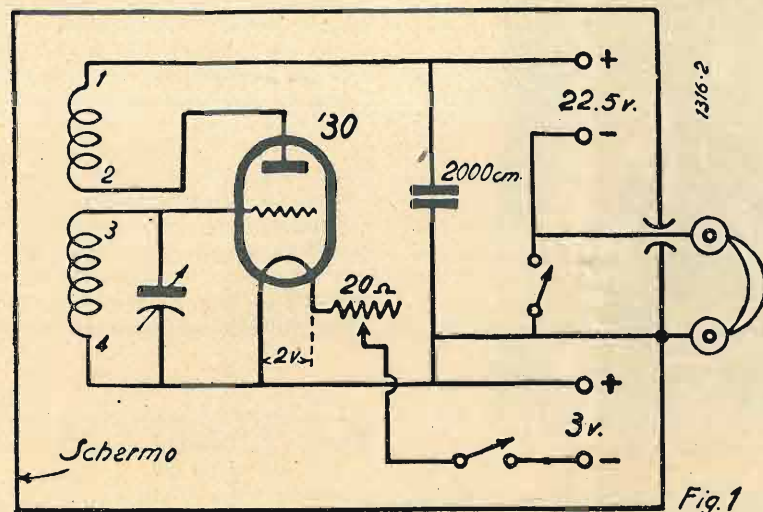 1
+
1316-2
'30
22.5 v.
-
2
2000 cm.
3
20 Ω
4
2 v.
+
3 v.
-
Schermo
Fig. 1